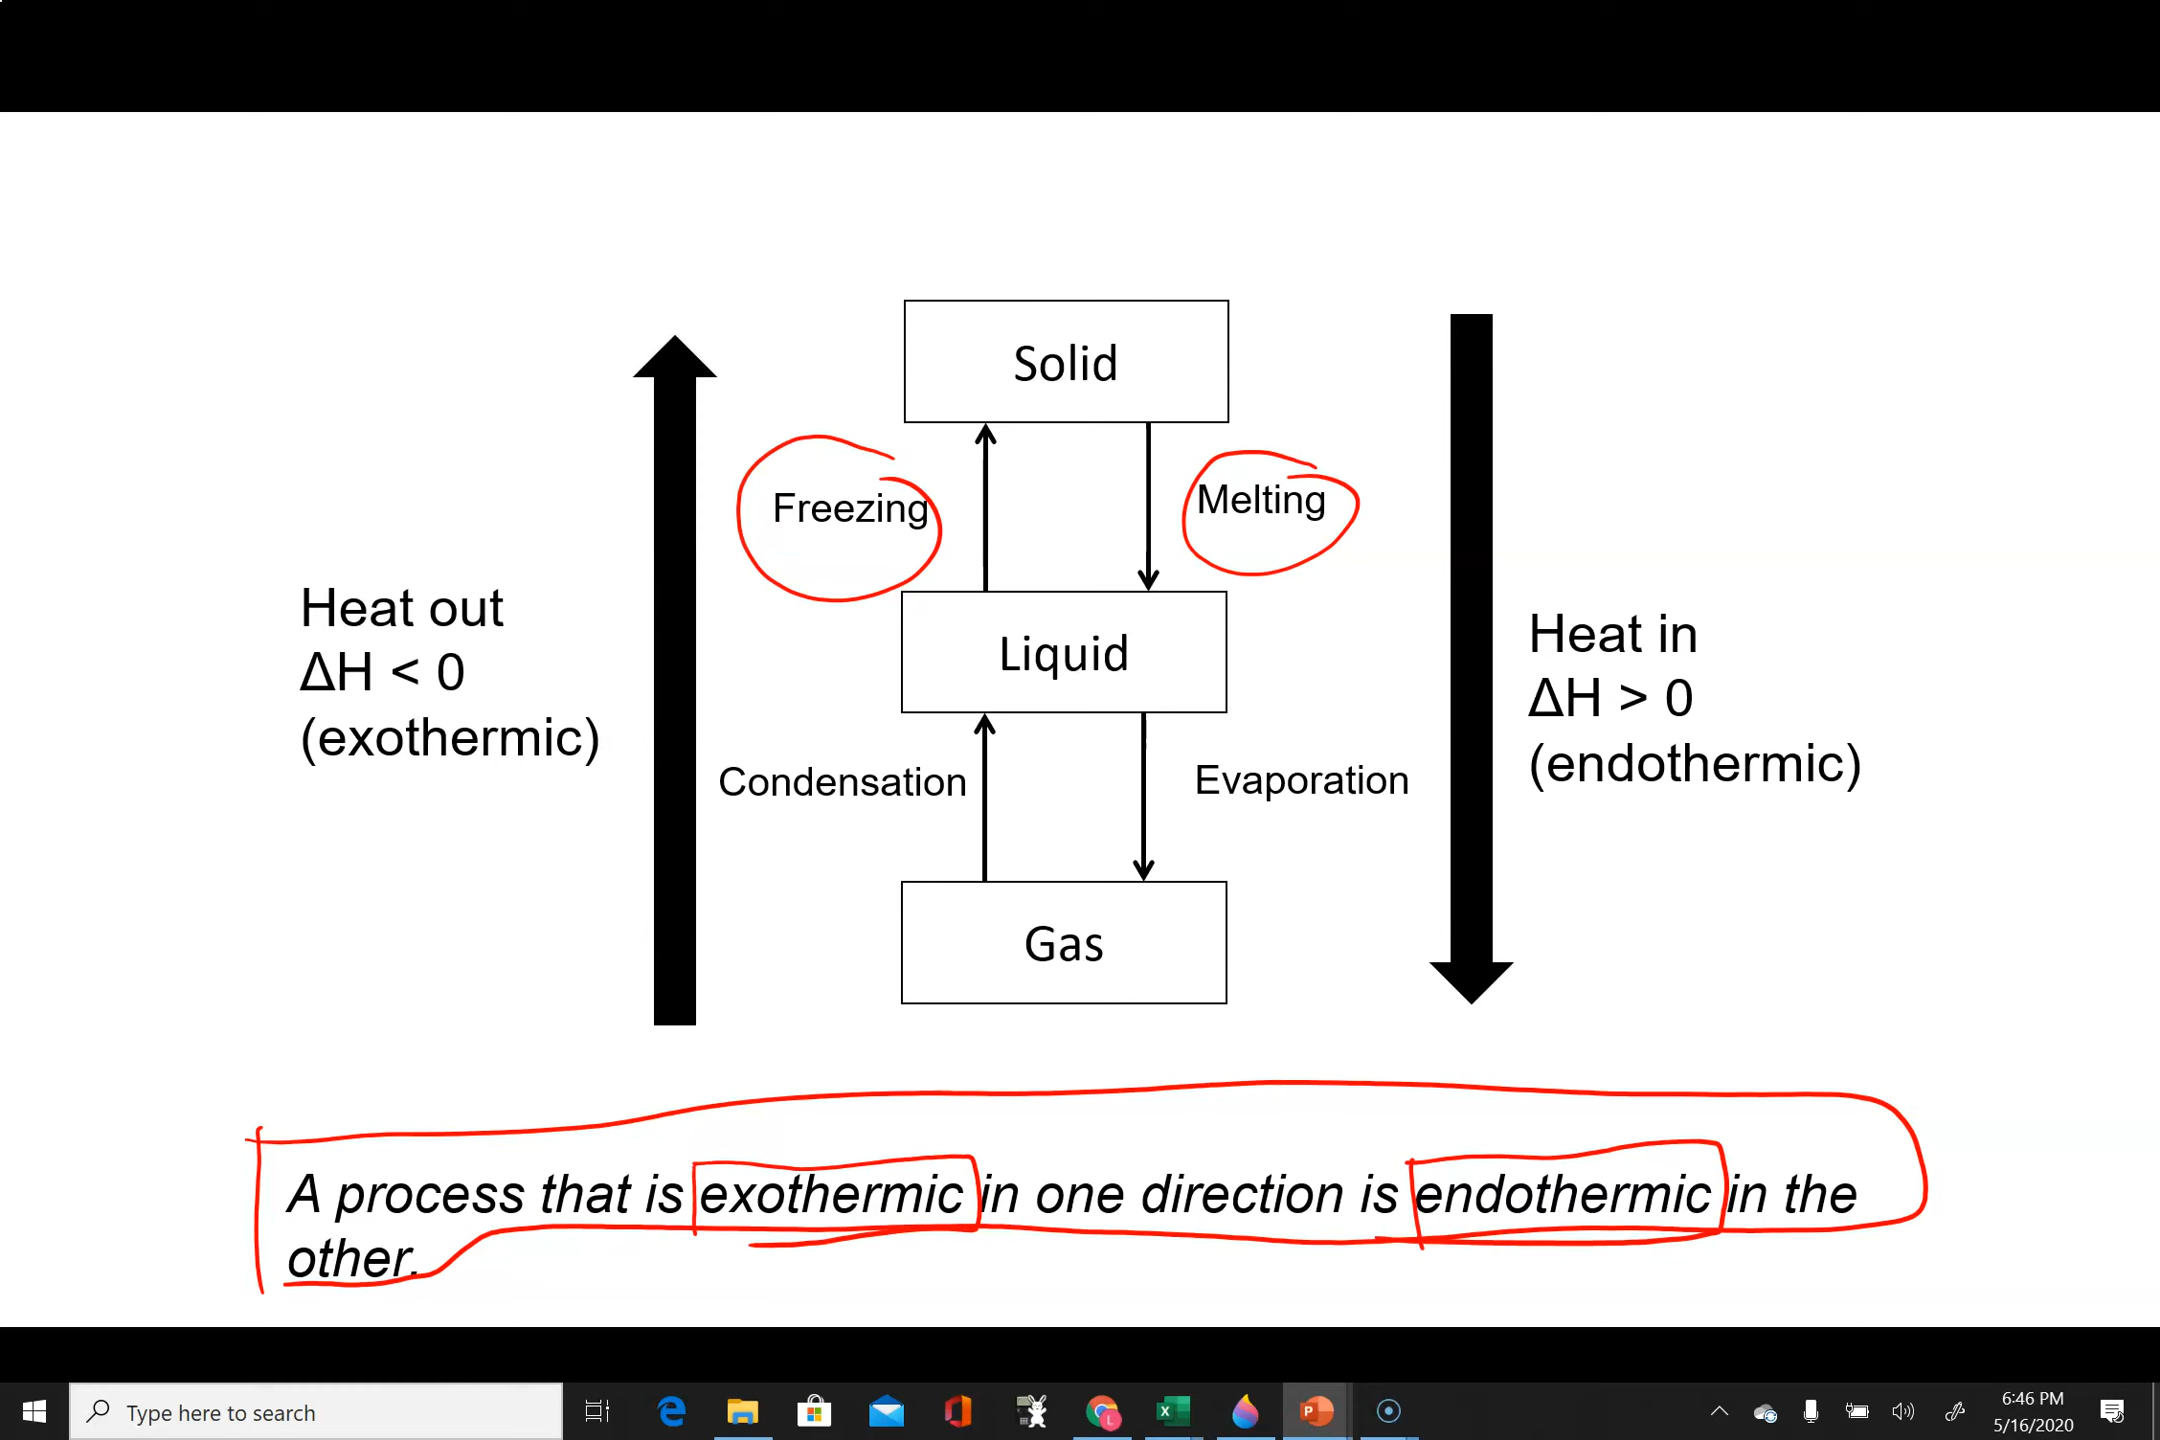 Solid
Freezing
Melting
Heat out
ΔH < 0
(exothermic)
Liquid
Heat in
ΔH > 0
(endothermic)
Condensation
Evaporation
Gas
A process that is exothermic in one direction is endothermic in the
other.
Type here to search
6:46 PM
5/16/2020